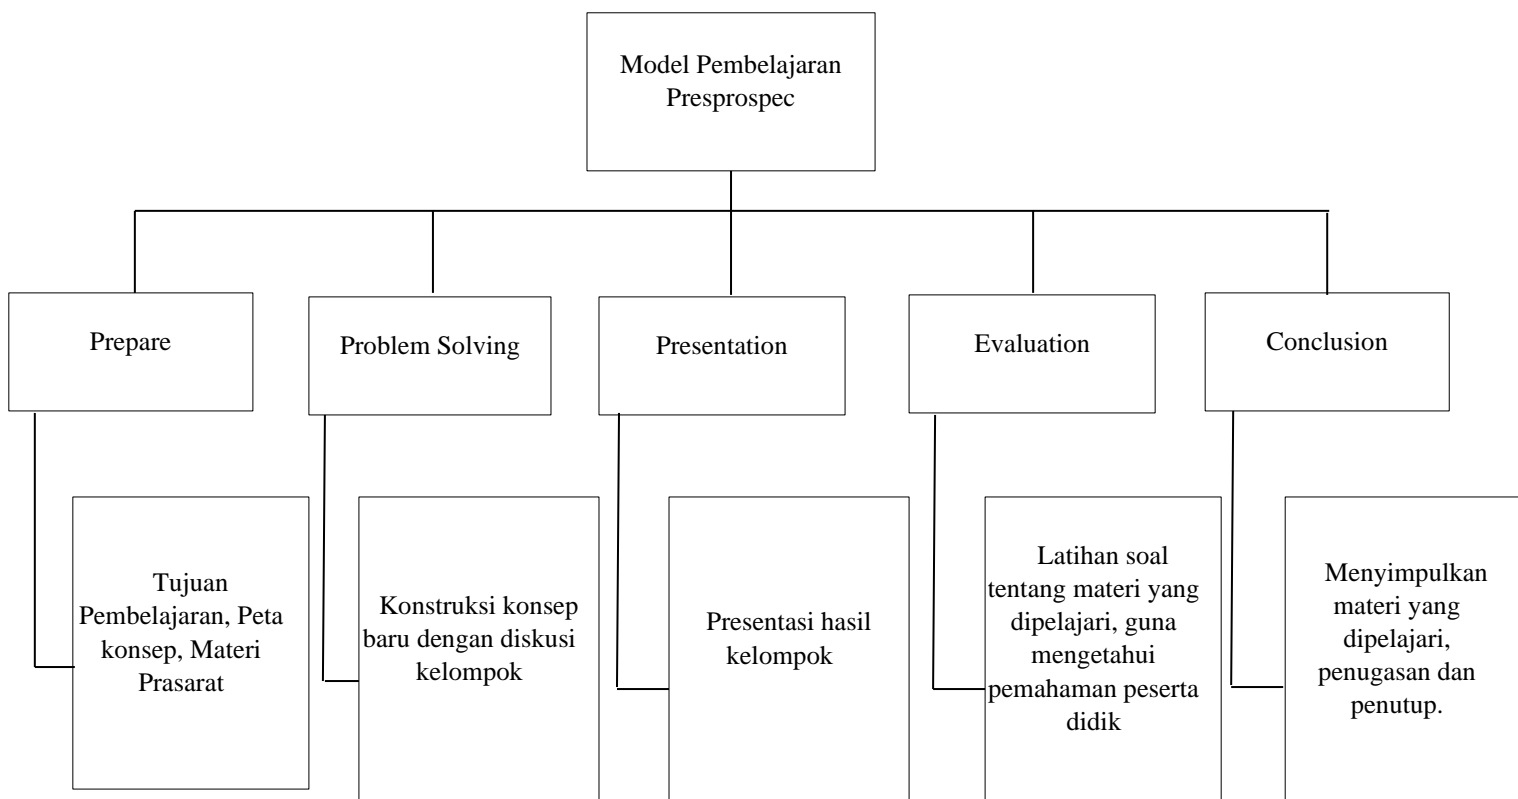 Model Pembelajaran
Presprospec
Prepare
Problem Solving
Presentation
Evaluation
Conclusion
Tujuan
Pembelajaran, Peta
konsep, Materi
Prasarat
Konstruksi konsep
baru dengan diskusi
kelompok
Presentasi hasil
kelompok
Latihan soal
tentang materi yang
dipelajari, guna
mengetahui
pemahaman peserta
didik
Menyimpulkan
materi yang
dipelajari,
penugasan dan
penutup.